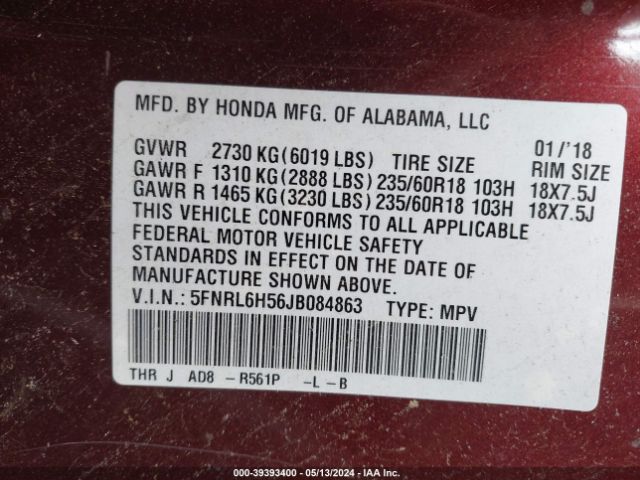 MFD. BY HONDA MFG. OF ALABAMA, LLC
GVWR 2730 KG(6019 LBS) TIRE SIZE 01/'18 RIM SIZE
GAWR F 1310 KG(2888 LBS) 235/60R18 103H 18X7.5J
GAWR R 1465 KG(3230 LBS) 235/60R18 103H 18X7.5J
THIS VEHICLE CONFORMS TO ALL APPLICABLE
FEDERAL MOTOR VEHICLE SAFETY
STANDARDS IN EFFECT ON THE DATE OF
MANUFACTURE SHOWN ABOVE.
V.I.N.: 5FNRL6H56JB084863 TYPE: MPV
THR J AD8 -R561P -L-B
000-39393400 - 05/13/2024 - IAA Inc.